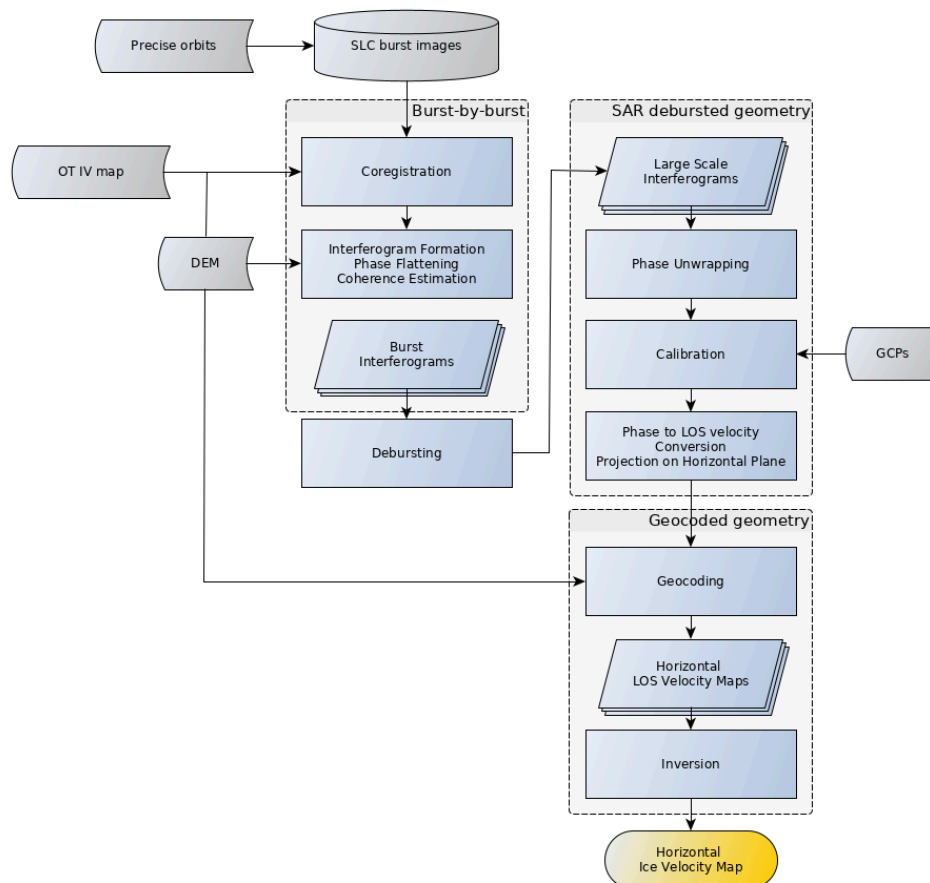 Precise orbits
SLC burst images
Burst-by-burst
SAR debursted geometry
OT IV map
Coregistration
Large Scale
Interferograms
DEM
Interferogram Formation
Phase Flattening
Coherence Estimation
Phase Unwrapping
Burst
Interferograms
Calibration
GCPs
Debursting
Phase to LOS velocity
Conversion
Projection on Horizontal Plane
Geocoded geometry
Geocoding
Horizontal
LOS Velocity Maps
Inversion
Horizontal
Ice Velocity Map